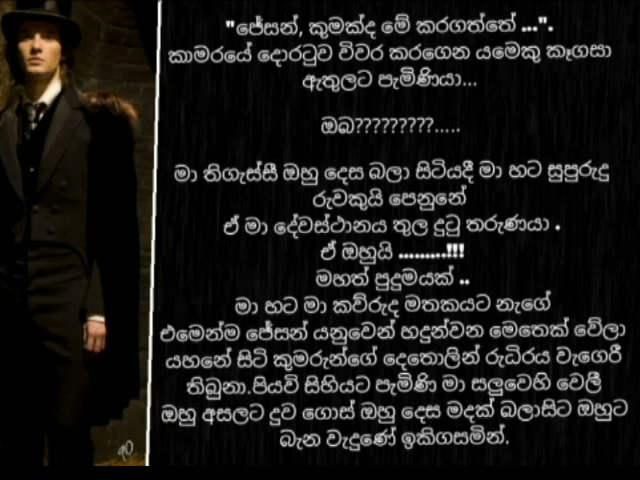 "ජේසන්, කුමක්ද මේ කරගත්තේ ...".
කාමරයේ දොරටුව විවර කරගෙන යමෙකු කෑගසා
ඇතුලට පැමිණියා...
ඔබ?????????.....
මා තිගැස්සී ඔහු දෙස බලා සිටියදී මා හට සුපුරුදු
රුවකුයි පෙනුනේ
ඒ මා දේවස්ථානය තුල දුටු තරුණයා .
ඒ ඔහුයි .........!!!
මහත් පුදුමයක් ..
මා හට මා කව්රුද මතකයට නැගේ
එමෙන්ම ජේසන් යනුවෙන් හදුන්වන මෙතෙක් වේලා
යහනේ සිටි කුමරුන්ගේ දෙතොලින් රුධිරය වැගෙරී
තිබුනා.පියවි සිහියට පැමිණි මා සලුවෙහි වෙලී
ඔහු අසලට දුව ගොස් ඔහු දෙස මදක් බලාසිට ඔහුට
බැන වැදුණේ ඉකිගසමින්.